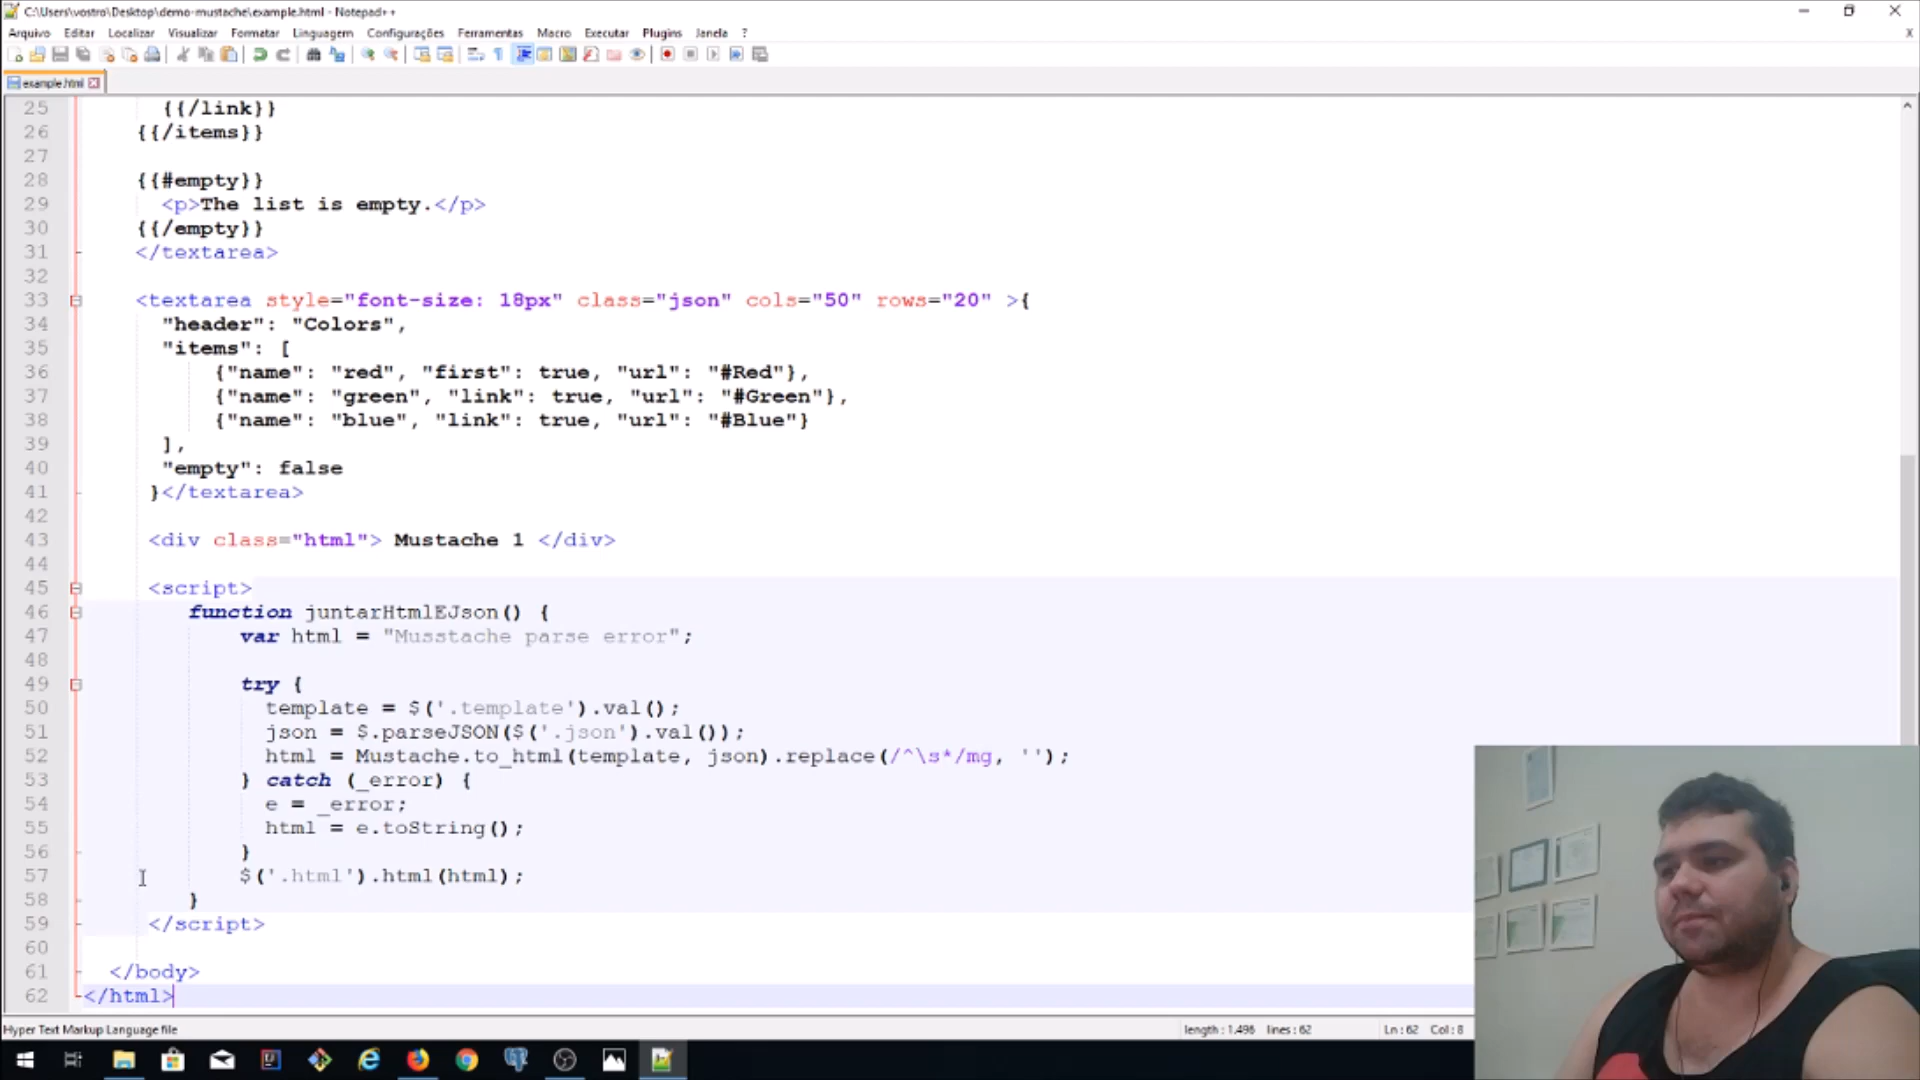 C:\Users\vostro\Desktop\demo-mustache\example.html - Notepad++
Arquivo Editar Localizar Visualizar Formatar Linguagem Configurações Ferramentas Macro Executar Plugins Janela ?
X
example.html
25 {{/link}}
26 {{/items}}
27
28 {{#empty}}
29 <p>The list is empty.</p>
30 {{/empty}}
31 </textarea>
32
33 <textarea style="font-size: 18px" class="json" cols="50" rows="20" >{
34 "header": "Colors",
35 "items": [
36 {"name": "red", "first": true, "url": "#Red"},
37 {"name": "green", "link": true, "url": "#Green"},
38 {"name": "blue", "link": true, "url": "#Blue"}
39 ],
40 "empty": false
41 }</textarea>
42
43 <div class="html"> Mustache 1 </div>
44
45 <script>
46 function juntarHtmlEJson() {
47 var html = "Musstache parse error";
48
49 try {
50 template = $('.template').val();
51 json = $.parseJSON($('.json').val());
52 html = Mustache.to_html(template, json).replace(/^\s*/mg, '');
53 } catch (_error) {
54 e = _error;
55 html = e.toString();
56 }
57 $('.html').html(html);
58 }
59 </script>
60
61 </body>
62 </html>
Hyper Text Markup Language file length : 1.496 lines : 62 Ln : 62 Col : 8